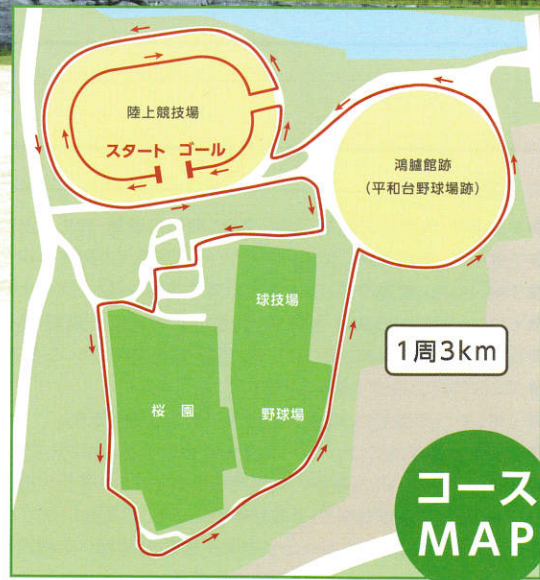 陸上競技場
スタート ゴール
鴻臚館跡
（平和台野球場跡）
球技場
1周3km
桜園
野球場
コース
MAP